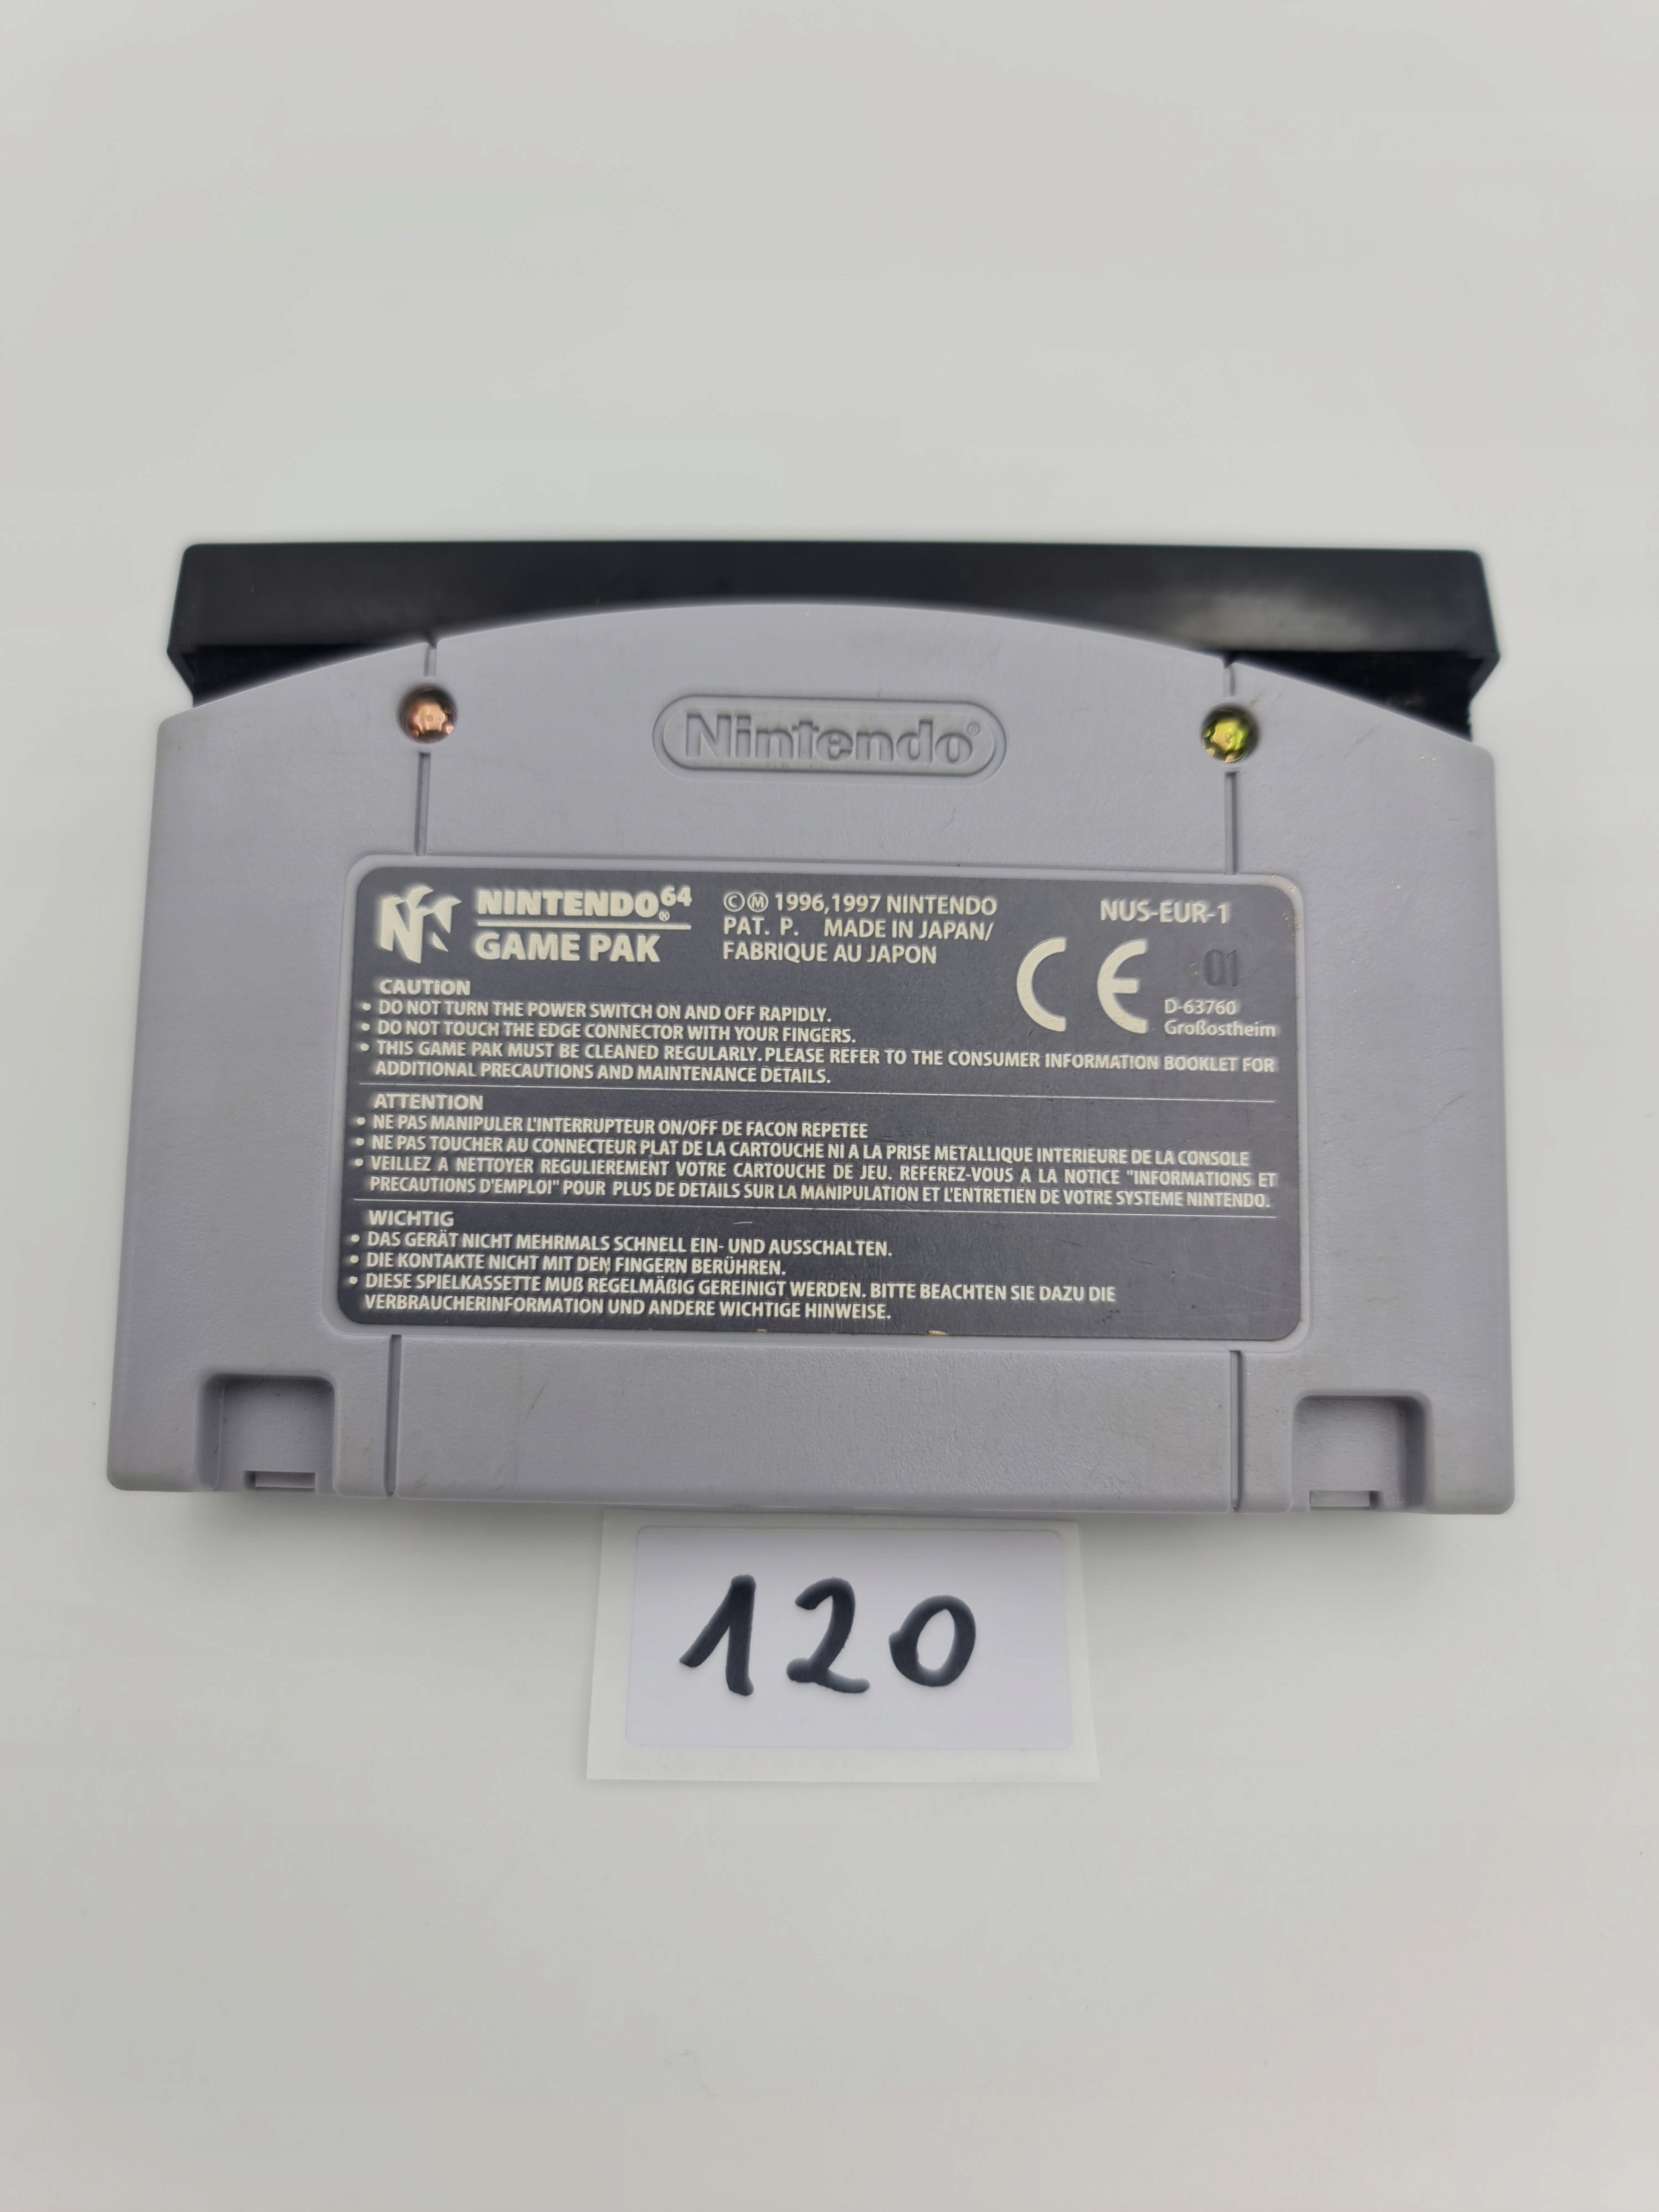 Nintendo®
NINTENDO64®
GAME PAK
©Ⓜ 1996,1997 NINTENDO
PAT. P. MADE IN JAPAN/
FABRIQUE AU JAPON
NUS-EUR-1
CE
01
D-63760
Großostheim
CAUTION
• DO NOT TURN THE POWER SWITCH ON AND OFF RAPIDLY.
• DO NOT TOUCH THE EDGE CONNECTOR WITH YOUR FINGERS.
• THIS GAME PAK MUST BE CLEANED REGULARLY. PLEASE REFER TO THE CONSUMER INFORMATION BOOKLET FOR
ADDITIONAL PRECAUTIONS AND MAINTENANCE DETAILS.
ATTENTION
• NE PAS MANIPULER L'INTERRUPTEUR ON/OFF DE FACON REPETEE
• NE PAS TOUCHER AU CONNECTEUR PLAT DE LA CARTOUCHE NI A LA PRISE METALLIQUE INTERIEURE DE LA CONSOLE
• VEILLEZ A NETTOYER REGULIEREMENT VOTRE CARTOUCHE DE JEU. REFEREZ-VOUS A LA NOTICE "INFORMATIONS ET
PRECAUTIONS D'EMPLOI" POUR PLUS DE DETAILS SUR LA MANIPULATION ET L'ENTRETIEN DE VOTRE SYSTEME NINTENDO.
WICHTIG
• DAS GERÄT NICHT MEHRMALS SCHNELL EIN- UND AUSSCHALTEN.
• DIE KONTAKTE NICHT MIT DEN FINGERN BERÜHREN.
• DIESE SPIELKASSETTE MUß REGELMÄßIG GEREINIGT WERDEN. BITTE BEACHTEN SIE DAZU DIE
VERBRAUCHERINFORMATION UND ANDERE WICHTIGE HINWEISE.
120